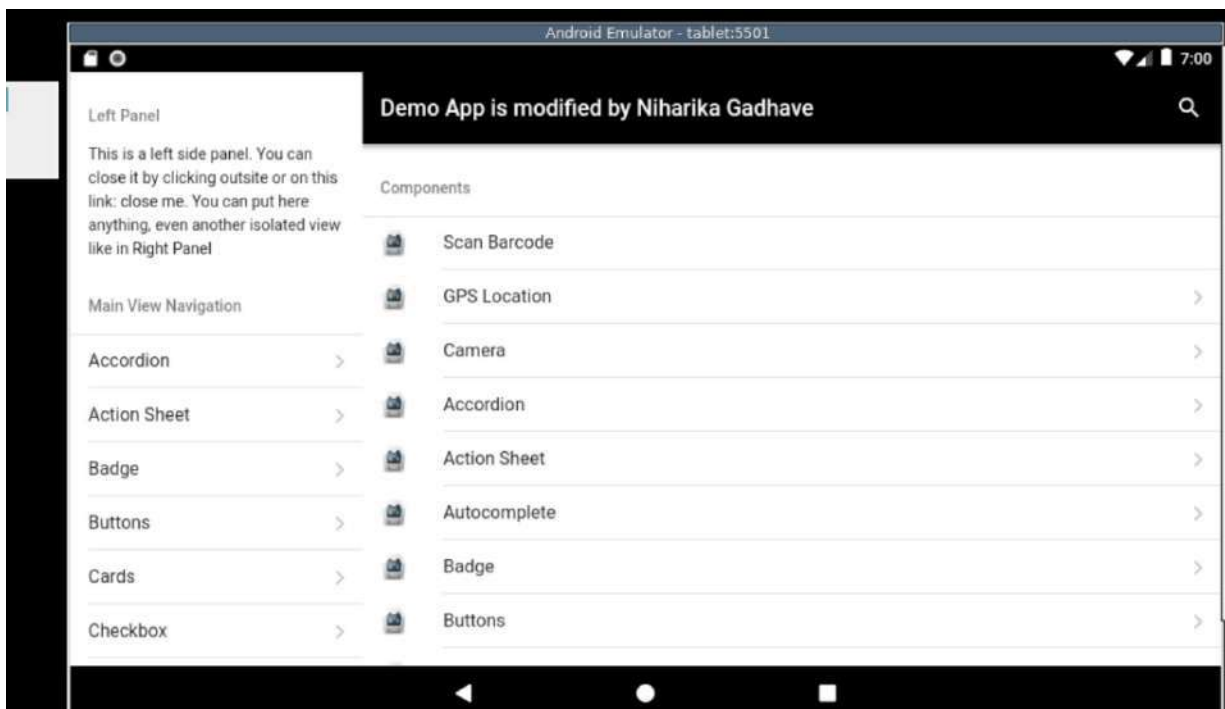 Android Emulator - tablet:5501
7:00
Left Panel
This is a left side panel. You can
close it by clicking outsite or on this
link: close me. You can put here
anything, even another isolated view
like in Right Panel
Main View Navigation
Accordion
Action Sheet
Badge
Buttons
Cards
Checkbox
Demo App is modified by Niharika Gadhave
Components
Scan Barcode
GPS Location
Camera
Accordion
Action Sheet
Autocomplete
Badge
Buttons